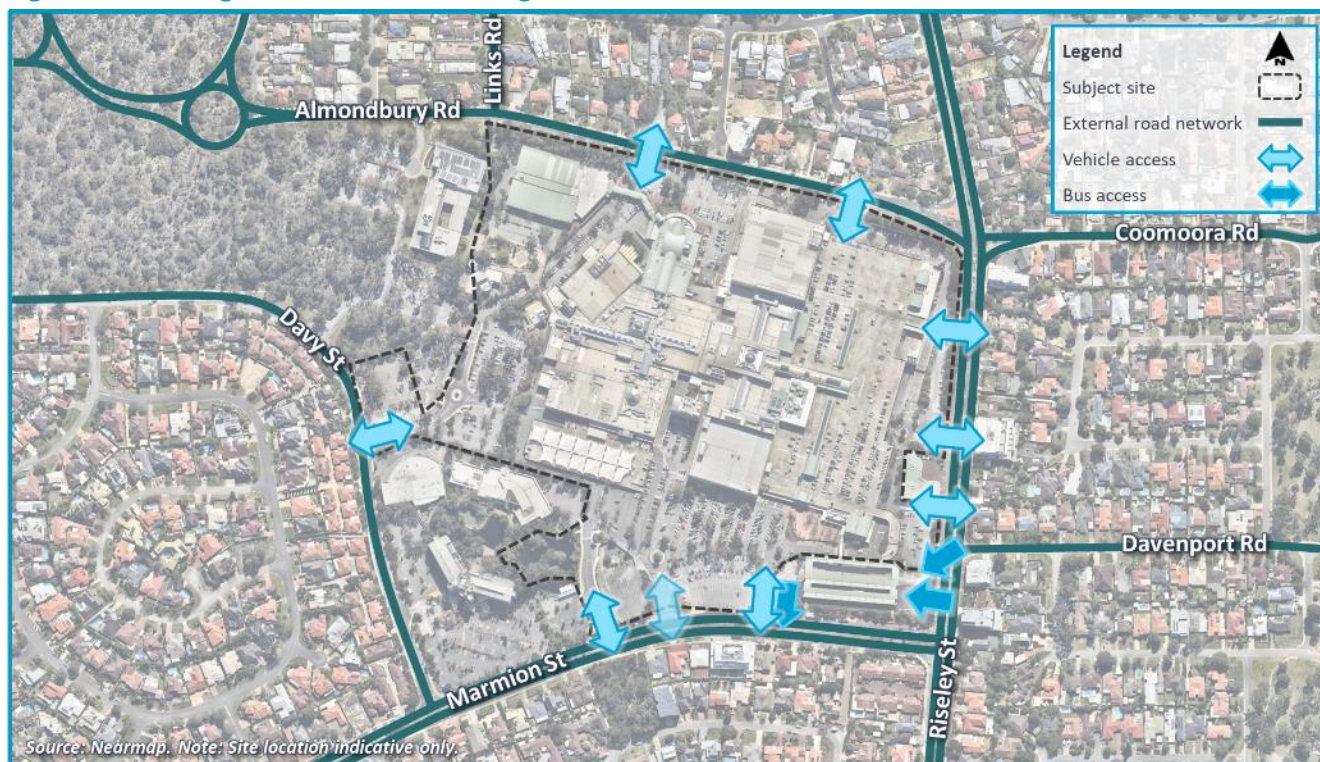 Legend
N
Subject site
External road network
Vehicle access
Bus access
Links Rd
Almondbury Rd
Coomoora Rd
Davy St
Davenport Rd
Marmion St
Riseley St
Source: Nearmap. Note: Site location indicative only.